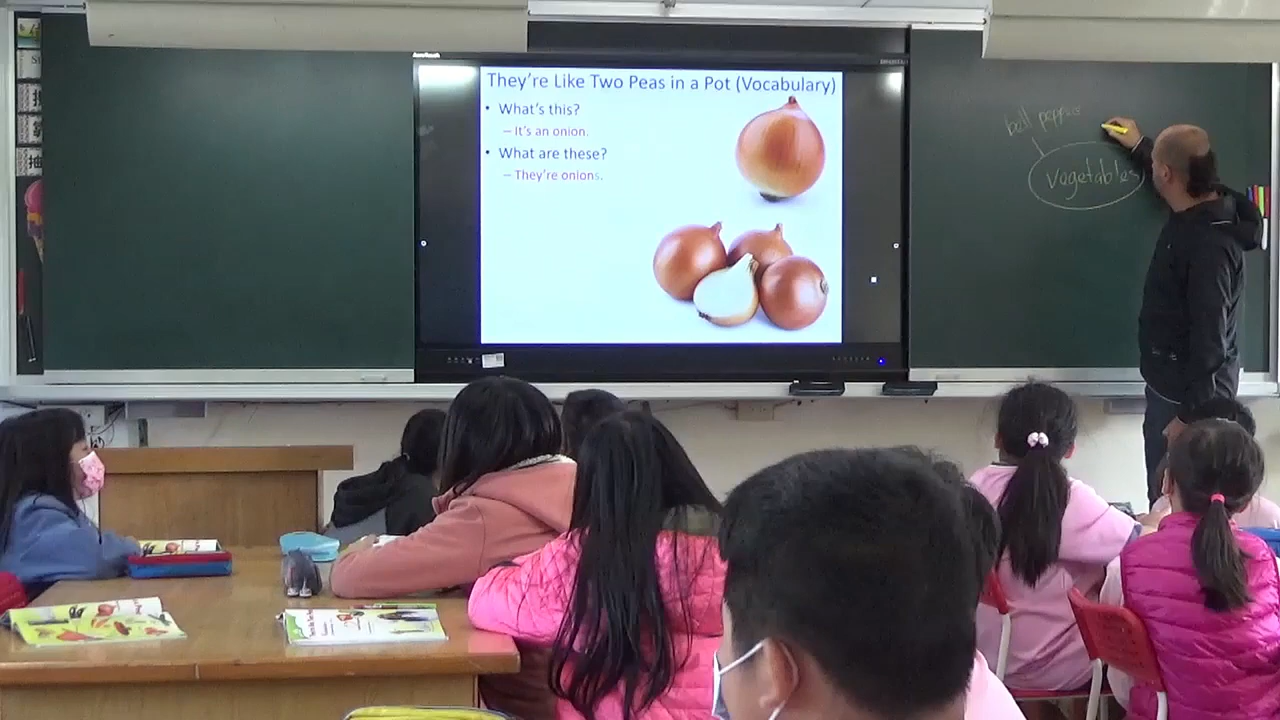 They're Like Two Peas in a Pot (Vocabulary)
• What's this?
– It's an onion.
• What are these?
– They're onions.
bell peppers
vegetables